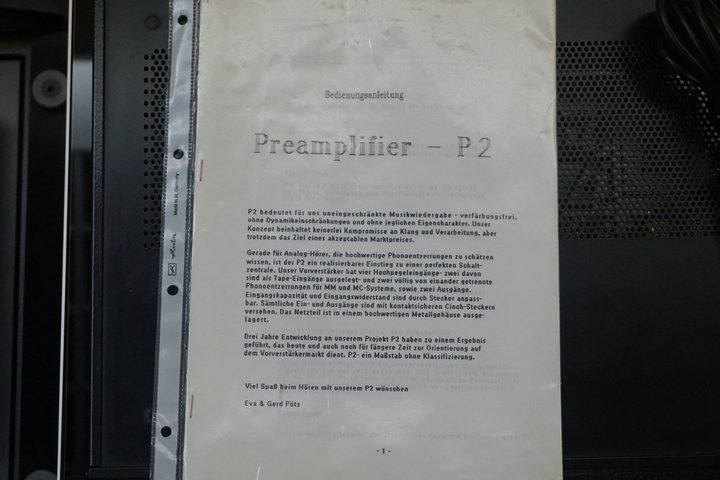 Bedienungsanleitung
Preamplifier - P2
P2 bedeutet für uns uneingeschränkte Musikwiedergabe - verfärbungsfrei,
ohne Dynamikeinschränkungen und ohne jeglichen Eigencharakter. Unser
Konzept beinhaltet keinerlei Kompromisse an Klang und Verarbeitung, aber
trotzdem das Ziel eines akzeptablen Marktpreises.
Gerade für Analog-Hörer, die hochwertige Phonoentzerrungen zu schätzen
wissen, ist der P2 ein realisierbarer Einstieg zu einer perfekten Schalt-
zentrale. Unser Vorverstärker hat vier Hochpegeleingänge- zwei davon
sind als Tape-Eingänge ausgelegt- und zwei völlig von einander getrennte
Phonoentzerrungen für MM und MC-Systeme, sowie zwei Ausgänge.
Eingangskapazität und Eingangswiderstand sind durch Stecker anpass-
bar. Sämtliche Ein- und Ausgänge sind mit kontaktsicheren Cinch-Steckern
versehen. Das Netzteil ist in einem hochwertigen Metallgehäuse ausge-
lagert.
Drei Jahre Entwicklung an unserem Projekt P2 haben zu einem Ergebnis
geführt, das heute und auch noch für längere Zeit zur Orientierung auf
dem Vorverstärkermarkt dient. P2- ein Maßstab ohne Klassifizierung.
Viel Spaß beim Hören mit unserem P2 wünschen
Eva & Gerd Pütz
- 1 -
Made in W.-Germany